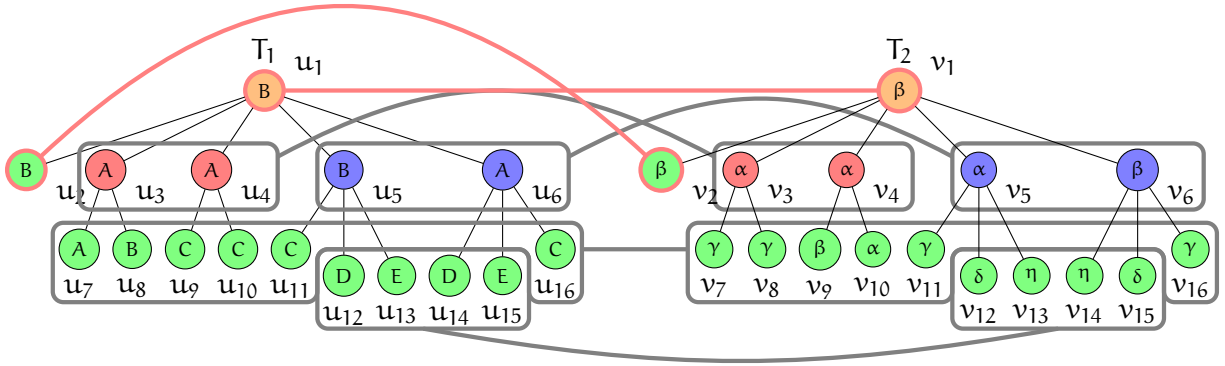 T₁ u₁ T₂ v₁
B β
B A A B A β α α α β
u₂ u₃ u₄ u₅ u₆ v₂ v₃ v₄ v₅ v₆
A B C C C C γ γ β α γ γ
D E D E δ η η δ
u₇ u₈ u₉ u₁₀ u₁₁ u₁₆ v₇ v₈ v₉ v₁₀ v₁₁ v₁₆
u₁₂ u₁₃ u₁₄ u₁₅ v₁₂ v₁₃ v₁₄ v₁₅